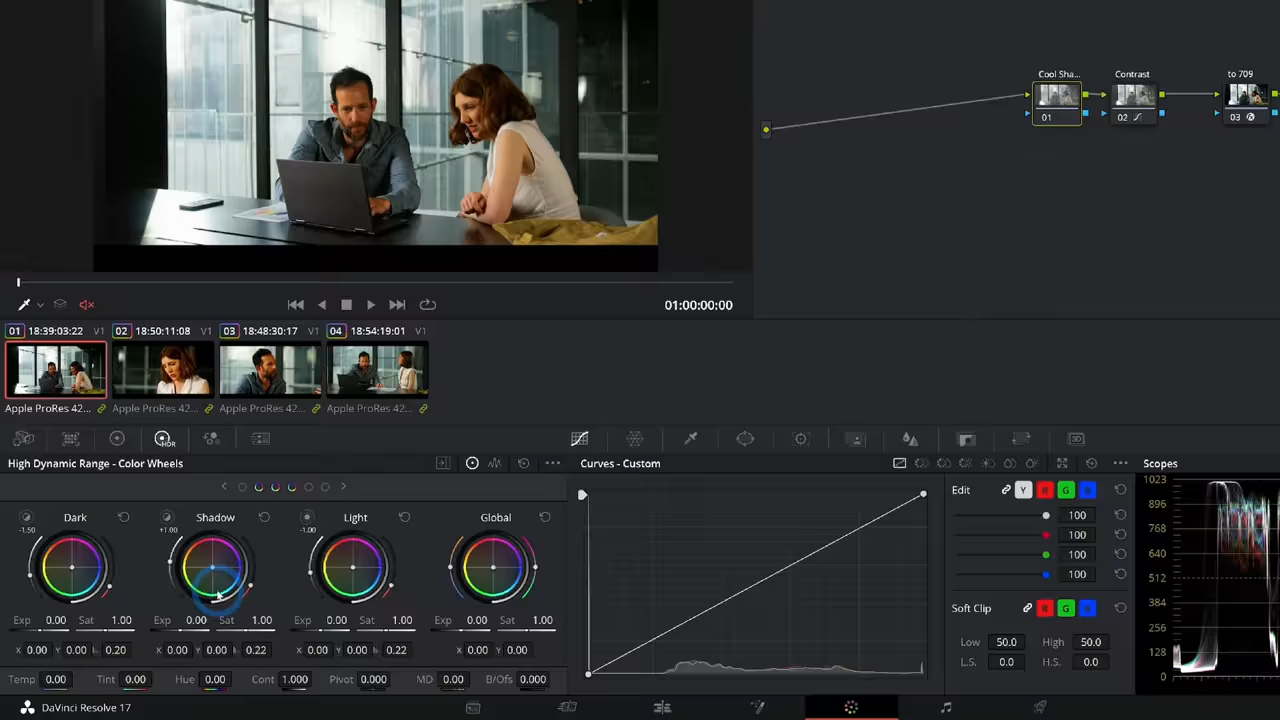 Cool Sha...
Contrast
to 709
01
02
03
01:00:00:00
01 18:39:03:22 V1 02 18:50:11:08 V1 03 18:48:30:17 V1 04 18:54:19:01 V1
Apple ProRes 42... Apple ProRes 42... Apple ProRes 42... Apple ProRes 42...
HDR
3D
High Dynamic Range - Color Wheels
Curves - Custom
Scopes
Dark Shadow Light Global
-1.50 +1.00 -1.00
Exp 0.00 Sat 1.00 Exp 0.00 Sat 1.00 Exp 0.00 Sat 1.00 Exp 0.00 Sat 1.00
X 0.00 Y 0.00 0.20 X 0.00 Y 0.00 0.22 X 0.00 Y 0.00 0.22 X 0.00 Y 0.00
Temp 0.00 Tint 0.00 Hue 0.00 Cont 1.000 Pivot 0.000 MD 0.00 B/Ofs 0.000
Edit Y R G B
100
100
100
100
Soft Clip R G B
Low 50.0 High 50.0
L.S. 0.0 H.S. 0.0
1023
896
768
640
512
384
256
128
0
DaVinci Resolve 17